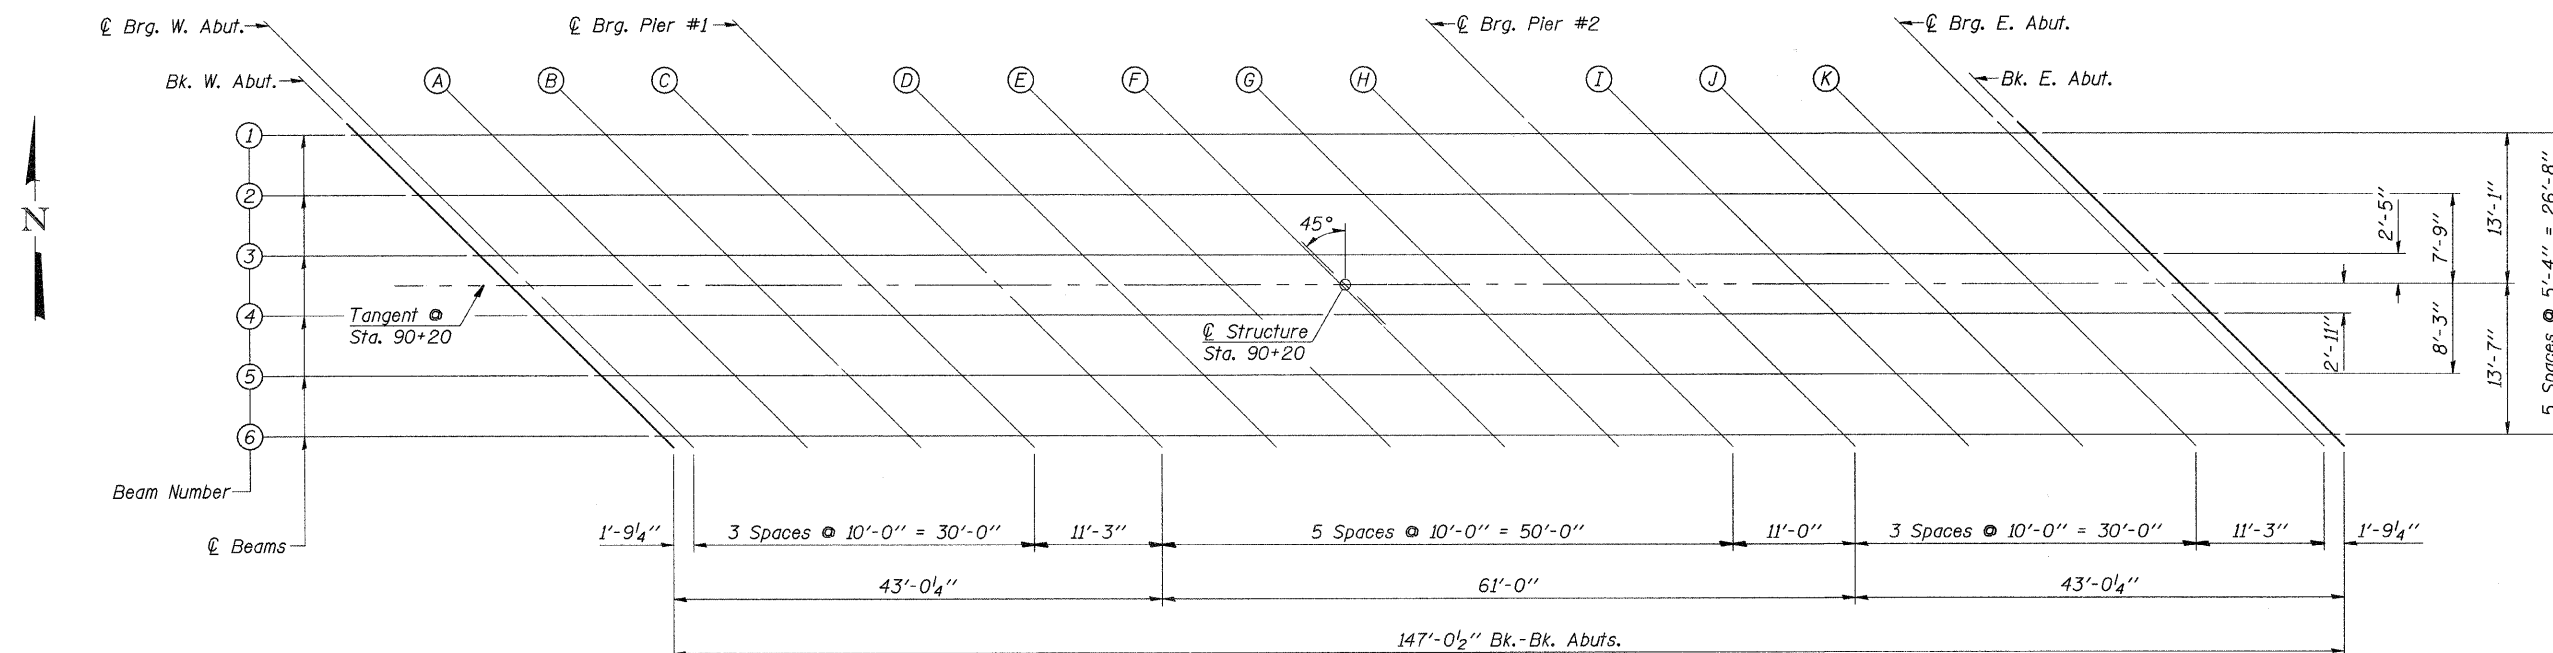 ℄ Brg. W. Abut.
℄ Brg. Pier #1
℄ Brg. Pier #2
℄ Brg. E. Abut.
Bk. W. Abut.
A
B
C
D
E
F
G
H
I
J
K
Bk. E. Abut.
1
2
3
4
5
6
N
45°
Tangent @
Sta. 90+20
℄ Structure
Sta. 90+20
2'-5"
7'-9"
13'-1"
2'-11"
8'-3"
13'-7"
5 Spaces @ 5'-4" = 26'-8"
Beam Number
℄ Beams
1'-9¼"
3 Spaces @ 10'-0" = 30'-0"
11'-3"
5 Spaces @ 10'-0" = 50'-0"
11'-0"
3 Spaces @ 10'-0" = 30'-0"
11'-3"
1'-9¼"
43'-0¼"
61'-0"
43'-0¼"
147'-0½" Bk.-Bk. Abuts.